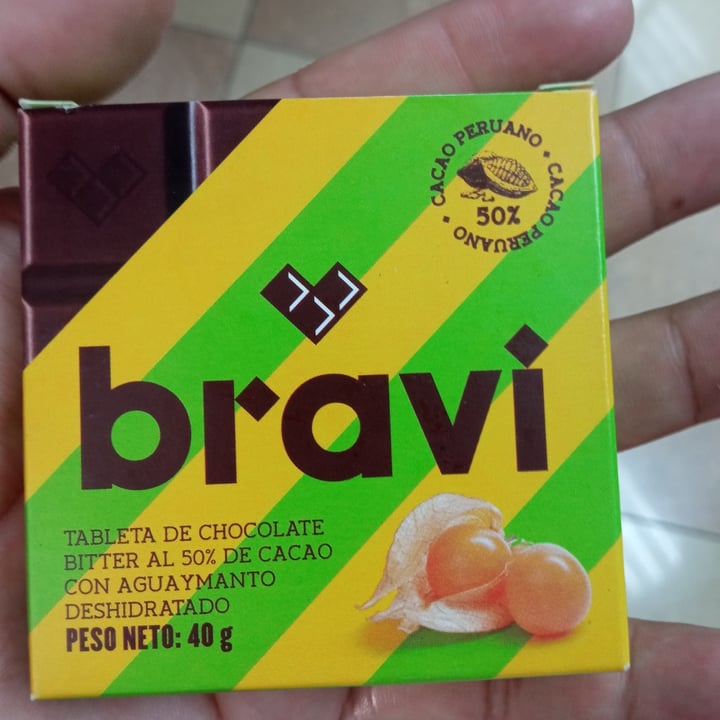 CACAO PERUANO • CACAO PERUANO •
50%
bravi
TABLETA DE CHOCOLATE
BITTER AL 50% DE CACAO
CON AGUAYMANTO
DESHIDRATADO
PESO NETO: 40 g